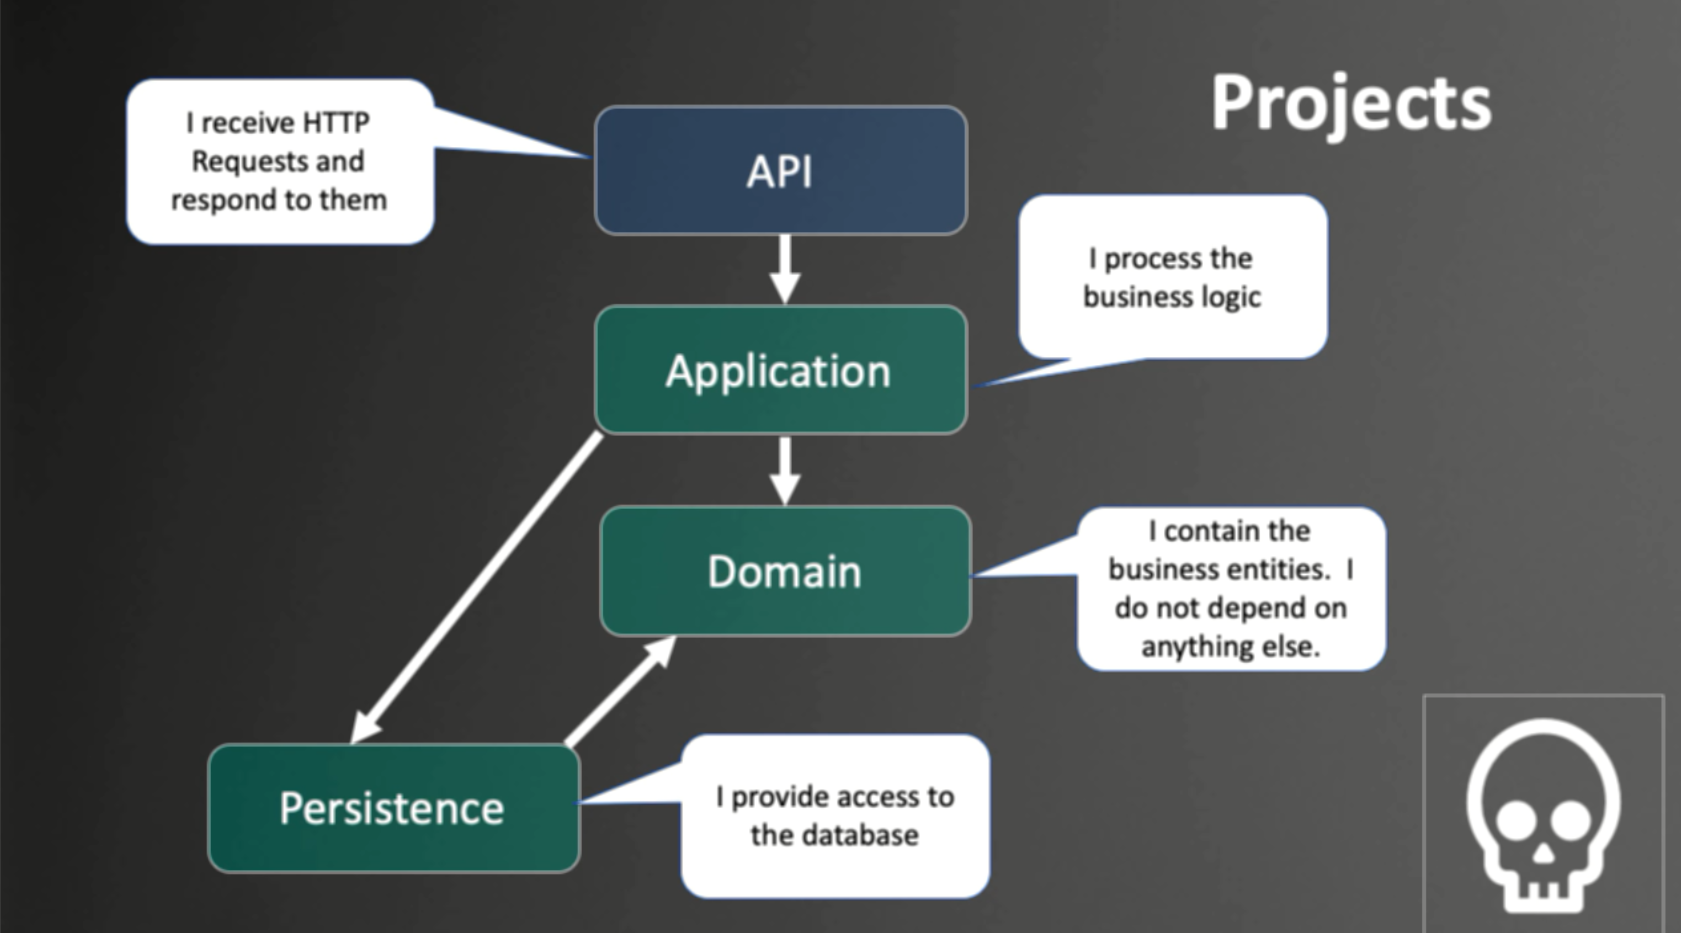 Projects
I receive HTTP
Requests and
respond to them
API
I process the
business logic
Application
I contain the
business entities. I
do not depend on
anything else.
Domain
Persistence
I provide access to
the database